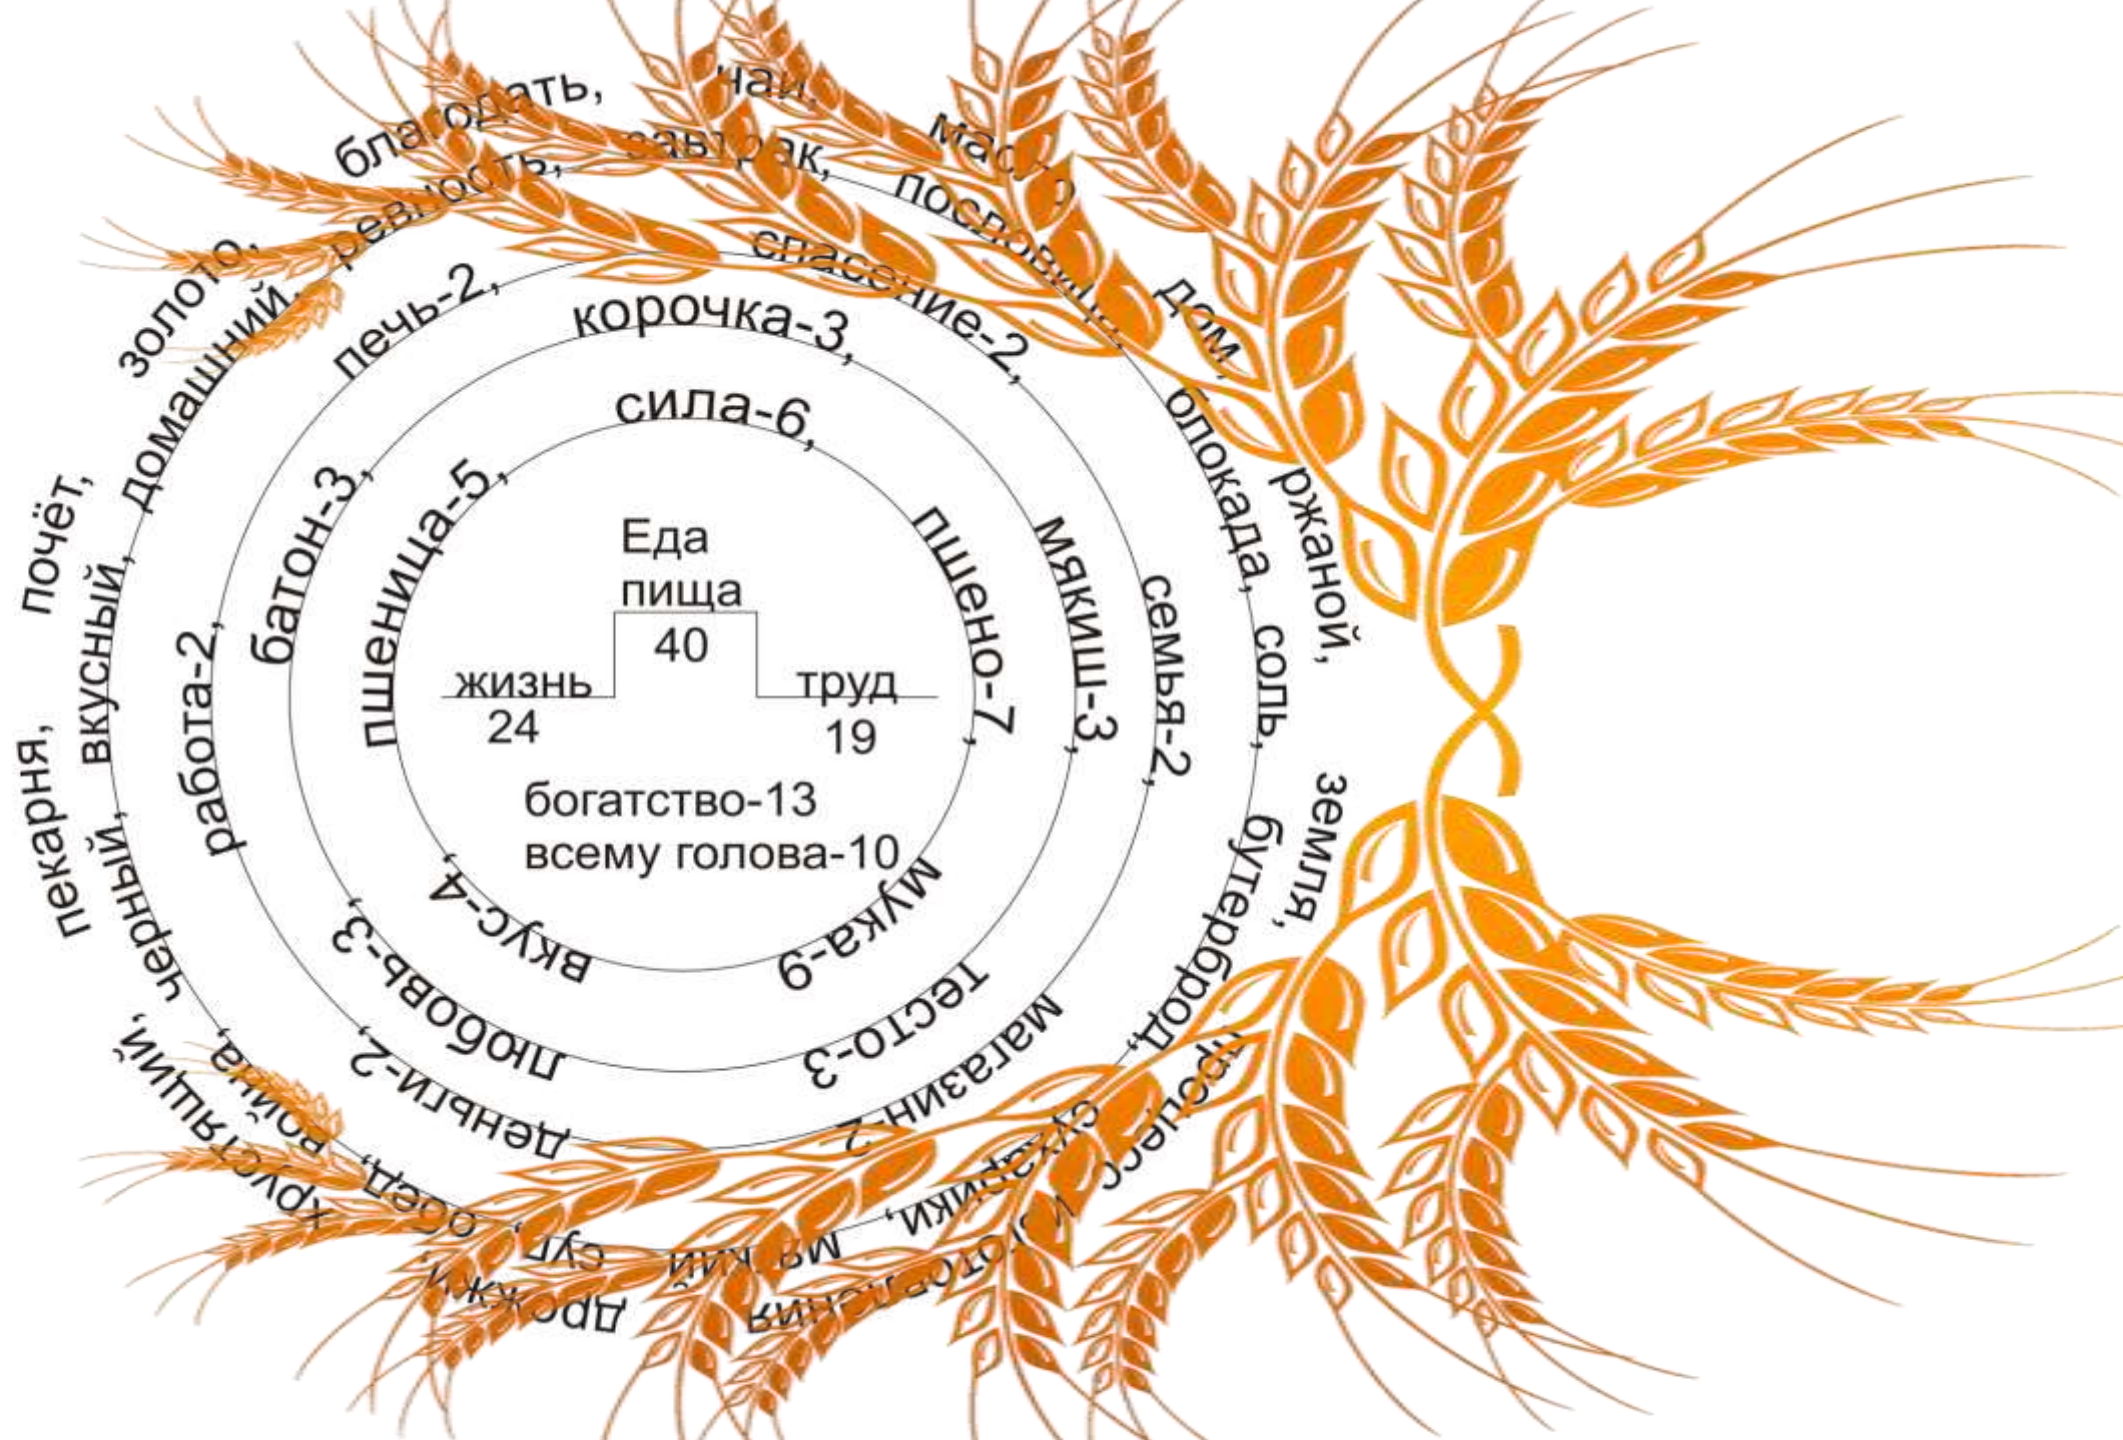 Еда
пища
40
жизнь
24
труд
19
богатство-13
всему голова-10
пшеница-5, сила-6, пшено-7, мука-9 вкус-4,
батон-3, корочка-3, мякиш-3, тесто-3 любовь-3,
работа-2, печь-2, спасение-2, семья-2, магазин-2 деньги-2,
чёрный, вкусный, домашний, ревность, завтрак, пословица, блокада, соль, бутерброд, сухарики, мягкий суп, обед, война,
пекарня, почёт, золото, благодать, чай, масло дом, ржаной, земля, процесс изготовления дрожжи, хрустящий,